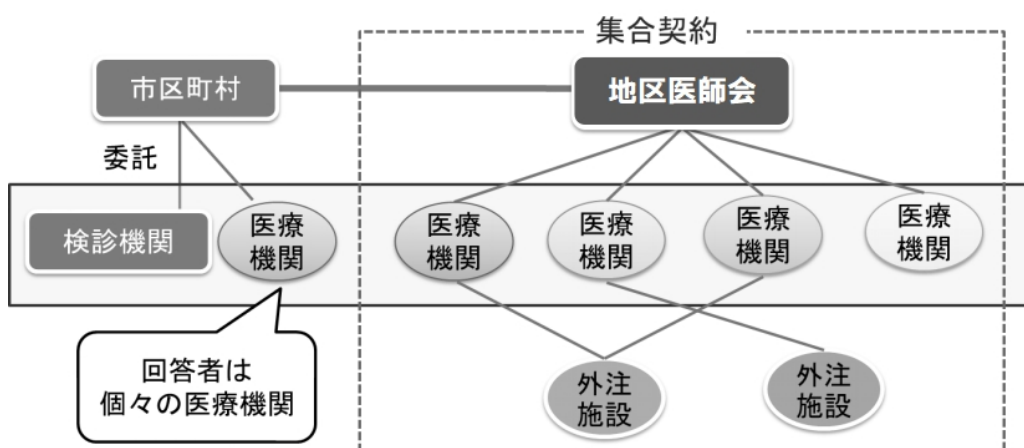 集合契約
市区町村
地区医師会
委託
検診機関
医療
機関
医療
機関
医療
機関
医療
機関
医療
機関
回答者は
個々の医療機関
外注
施設
外注
施設